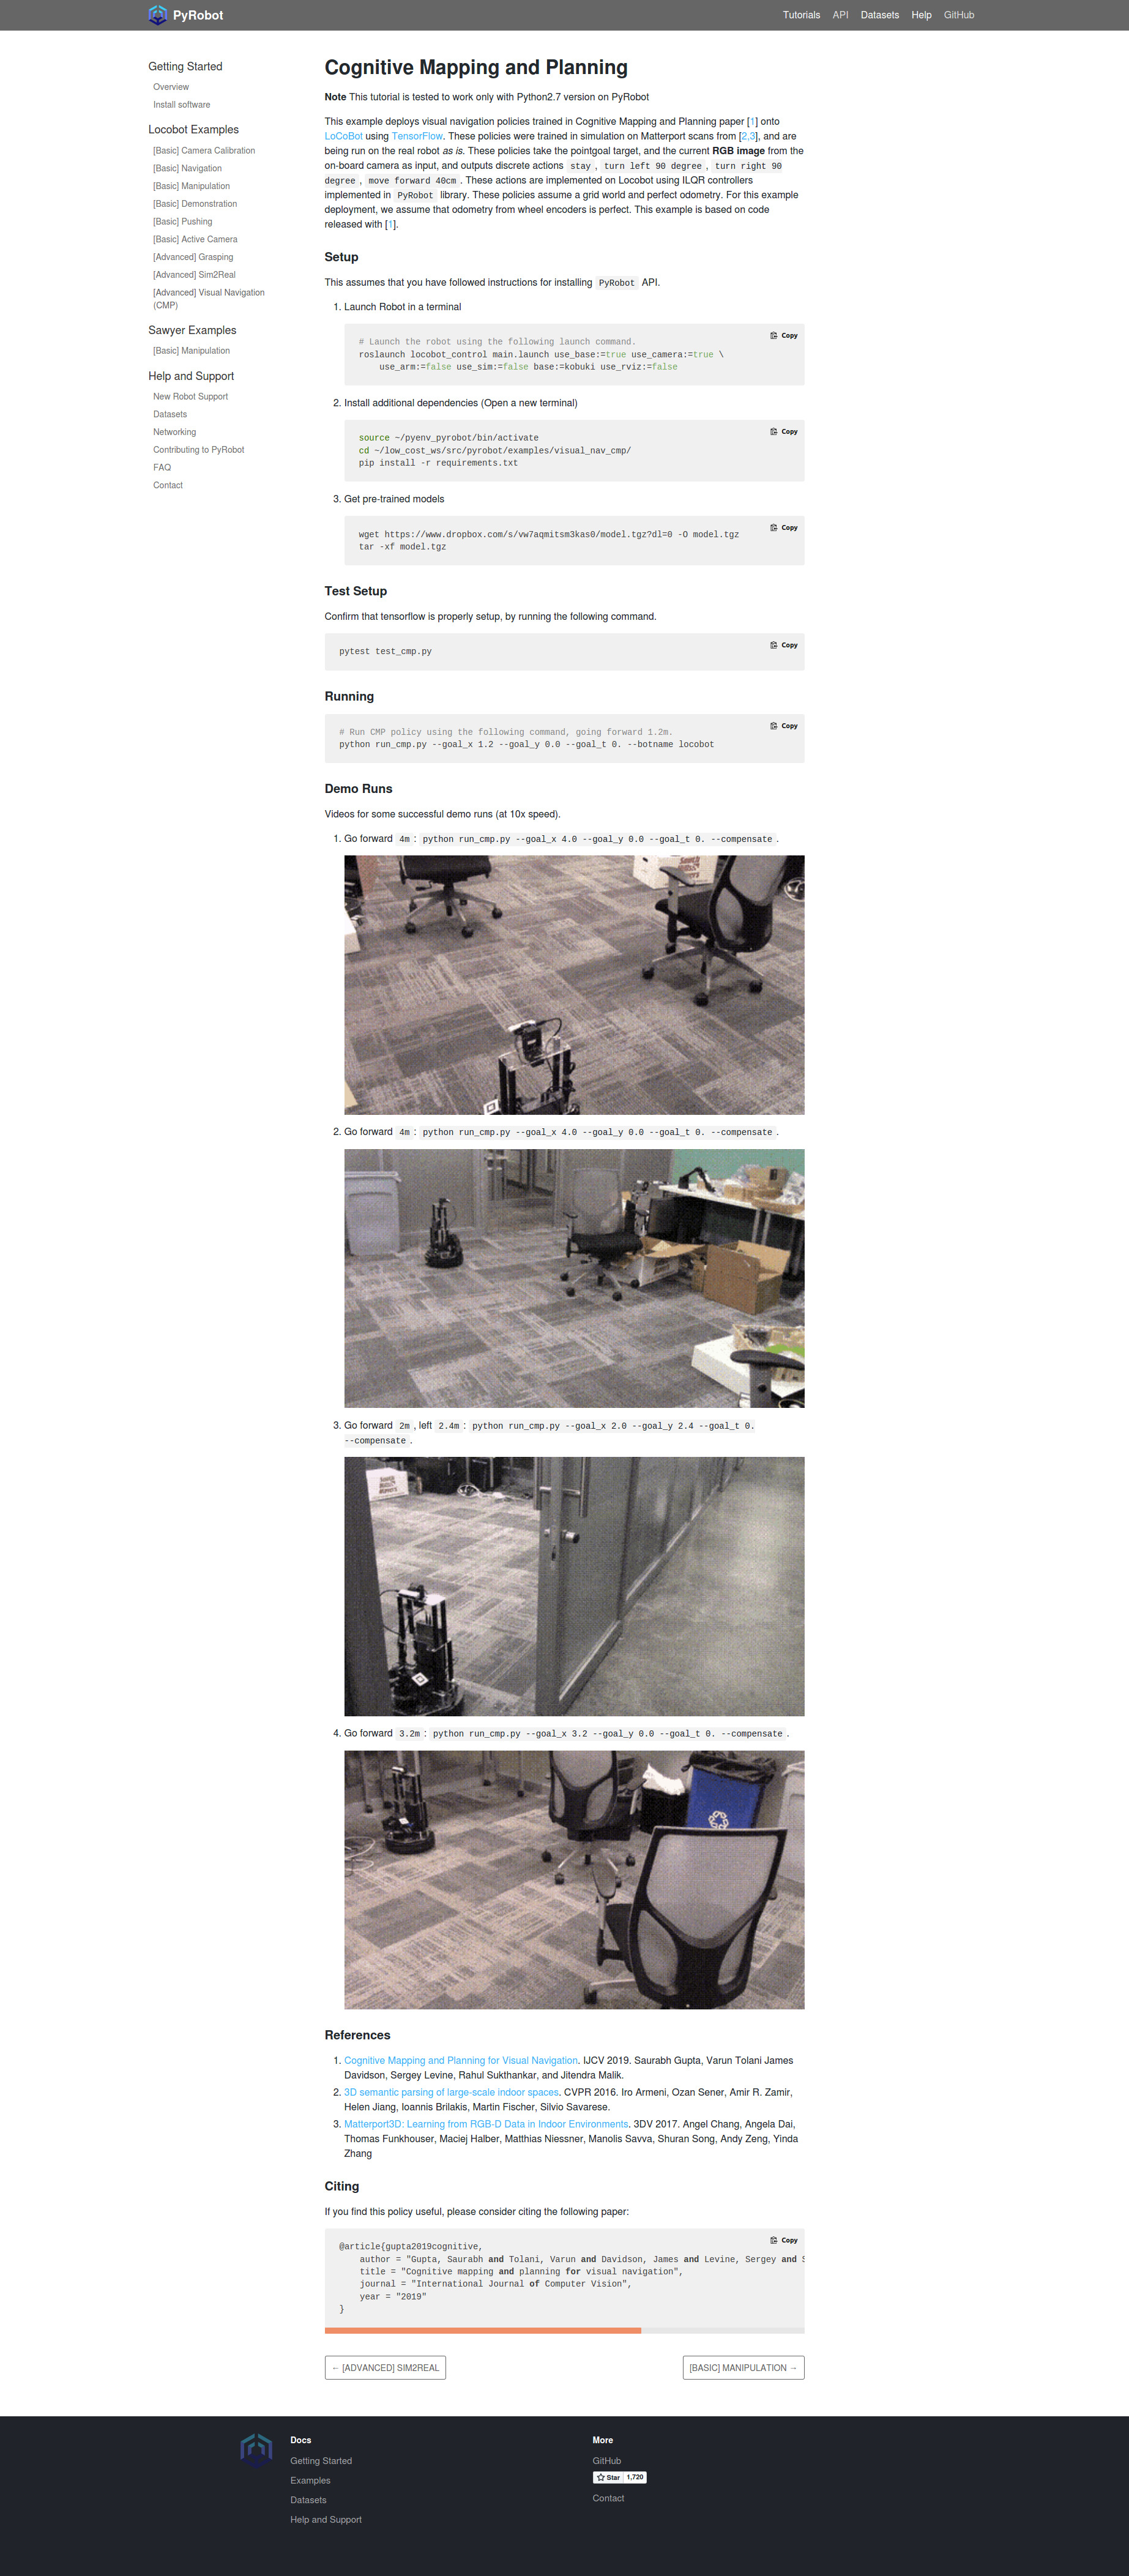 PyRobot
Tutorials
API
Datasets
Help
GitHub
Getting Started
Overview
Install software
Locobot Examples
[Basic] Camera Calibration
[Basic] Navigation
[Basic] Manipulation
[Basic] Demonstration
[Basic] Pushing
[Basic] Active Camera
[Advanced] Grasping
[Advanced] Sim2Real
[Advanced] Visual Navigation
(CMP)
Sawyer Examples
[Basic] Manipulation
Help and Support
New Robot Support
Datasets
Networking
Contributing to PyRobot
FAQ
Contact
Cognitive Mapping and Planning
Note This tutorial is tested to work only with Python2.7 version on PyRobot
This example deploys visual navigation policies trained in Cognitive Mapping and Planning paper [1] onto
LoCoBot using TensorFlow. These policies were trained in simulation on Matterport scans from [2,3], and are
being run on the real robot as is. These policies take the pointgoal target, and the current RGB image from the
on-board camera as input, and outputs discrete actions stay , turn left 90 degree , turn right 90
degree , move forward 40cm . These actions are implemented on Locobot using ILQR controllers
implemented in PyRobot library. These policies assume a grid world and perfect odometry. For this example
deployment, we assume that odometry from wheel encoders is perfect. This example is based on code
released with [1].
Setup
This assumes that you have followed instructions for installing PyRobot API.
1. Launch Robot in a terminal
Copy
# Launch the robot using the following launch command.
roslaunch locobot_control main.launch use_base:=true use_camera:=true \
use_arm:=false use_sim:=false base:=kobuki use_rviz:=false
2. Install additional dependencies (Open a new terminal)
Copy
source ~/pyenv_pyrobot/bin/activate
cd ~/low_cost_ws/src/pyrobot/examples/visual_nav_cmp/
pip install -r requirements.txt
3. Get pre-trained models
Copy
wget https://www.dropbox.com/s/vw7aqmitsm3kas0/model.tgz?dl=0 -O model.tgz
tar -xf model.tgz
Test Setup
Confirm that tensorflow is properly setup, by running the following command.
Copy
pytest test_cmp.py
Running
Copy
# Run CMP policy using the following command, going forward 1.2m.
python run_cmp.py --goal_x 1.2 --goal_y 0.0 --goal_t 0. --botname locobot
Demo Runs
Videos for some successful demo runs (at 10x speed).
1. Go forward 4m : python run_cmp.py --goal_x 4.0 --goal_y 0.0 --goal_t 0. --compensate .
2. Go forward 4m : python run_cmp.py --goal_x 4.0 --goal_y 0.0 --goal_t 0. --compensate .
3. Go forward 2m , left 2.4m : python run_cmp.py --goal_x 2.0 --goal_y 2.4 --goal_t 0.
--compensate .
4. Go forward 3.2m : python run_cmp.py --goal_x 3.2 --goal_y 0.0 --goal_t 0. --compensate .
References
1. Cognitive Mapping and Planning for Visual Navigation. IJCV 2019. Saurabh Gupta, Varun Tolani James
Davidson, Sergey Levine, Rahul Sukthankar, and Jitendra Malik.
2. 3D semantic parsing of large-scale indoor spaces. CVPR 2016. Iro Armeni, Ozan Sener, Amir R. Zamir,
Helen Jiang, Ioannis Brilakis, Martin Fischer, Silvio Savarese.
3. Matterport3D: Learning from RGB-D Data in Indoor Environments. 3DV 2017. Angel Chang, Angela Dai,
Thomas Funkhouser, Maciej Halber, Matthias Niessner, Manolis Savva, Shuran Song, Andy Zeng, Yinda
Zhang
Citing
If you find this policy useful, please consider citing the following paper:
Copy
@article{gupta2019cognitive,
author = "Gupta, Saurabh and Tolani, Varun and Davidson, James and Levine, Sergey and
title = "Cognitive mapping and planning for visual navigation",
journal = "International Journal of Computer Vision",
year = "2019"
}
← [ADVANCED] SIM2REAL
[BASIC] MANIPULATION →
Docs
Getting Started
Examples
Datasets
Help and Support
More
GitHub
Star 1,720
Contact